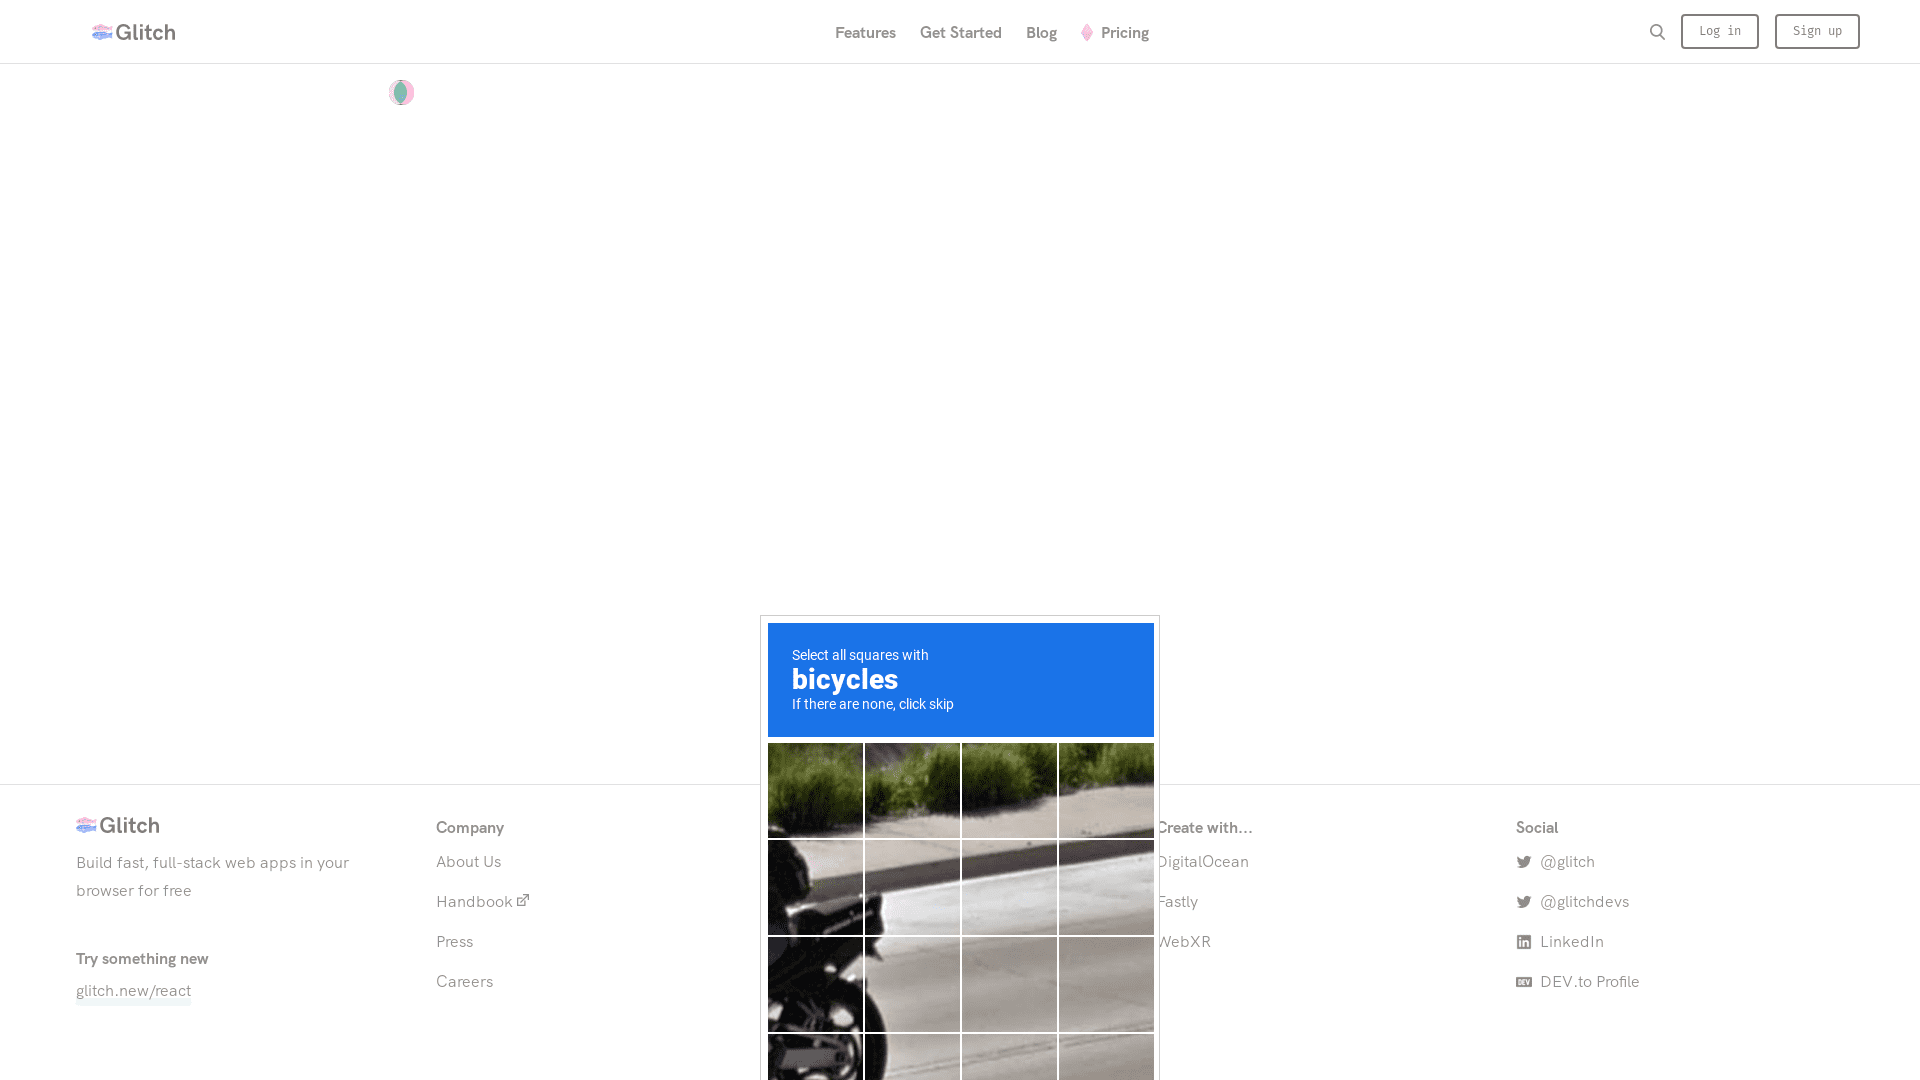 Glitch
Features
Get Started
Blog
Pricing
Log in
Sign up
Select all squares with
bicycles
If there are none, click skip
Glitch
Build fast, full-stack web apps in your
browser for free
Try something new
glitch.new/react
Company
About Us
Handbook
Press
Careers
Create with...
DigitalOcean
Fastly
WebXR
Social
@glitch
@glitchdevs
LinkedIn
DEV.to Profile